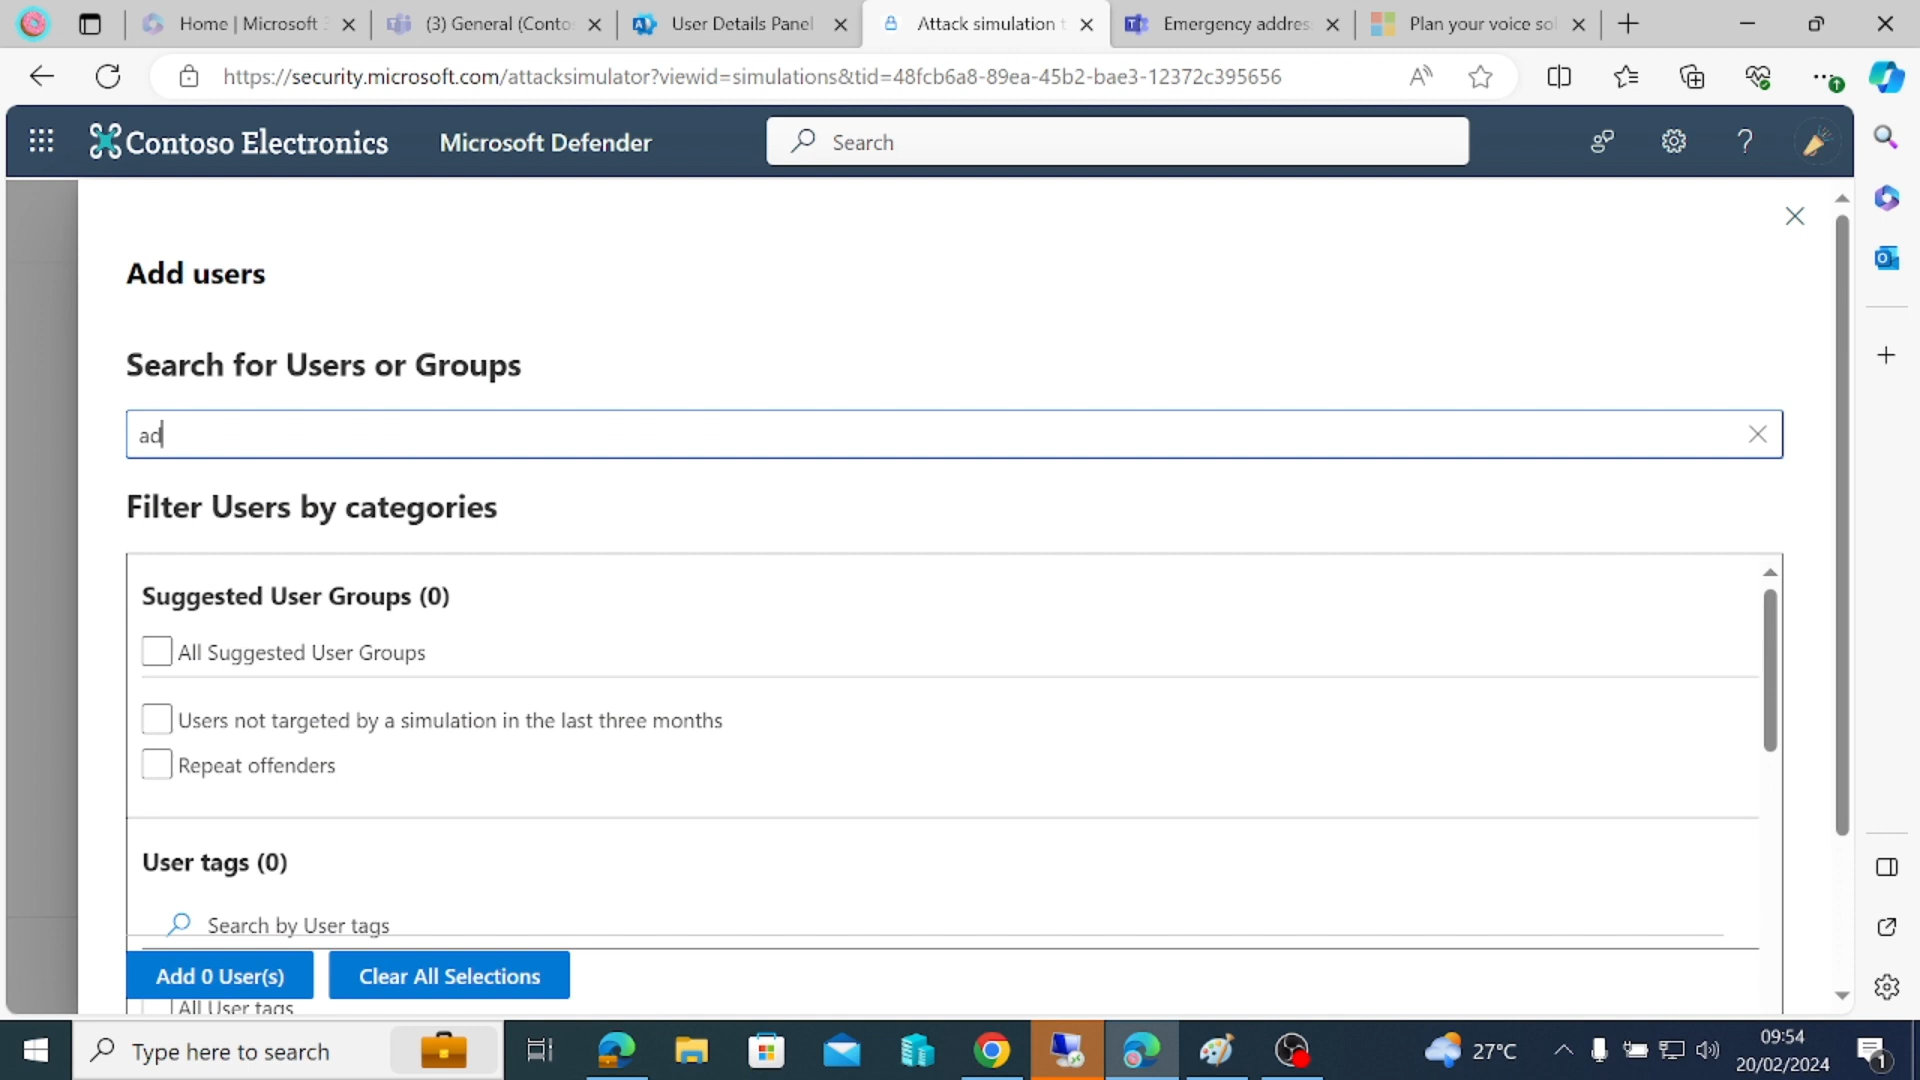 Home | Microsoft 3
(3) General (Conto
User Details Panel
Attack simulation t
Emergency addres
Plan your voice sol
https://security.microsoft.com/attacksimulator?viewid=simulations&tid=48fcb6a8-89ea-45b2-bae3-12372c395656
Contoso Electronics
Microsoft Defender
Search
Add users
Search for Users or Groups
ad
Filter Users by categories
Suggested User Groups (0)
All Suggested User Groups
Users not targeted by a simulation in the last three months
Repeat offenders
User tags (0)
Search by User tags
Add 0 User(s)
Clear All Selections
All User tags
Type here to search
27°C
09:54
20/02/2024
1